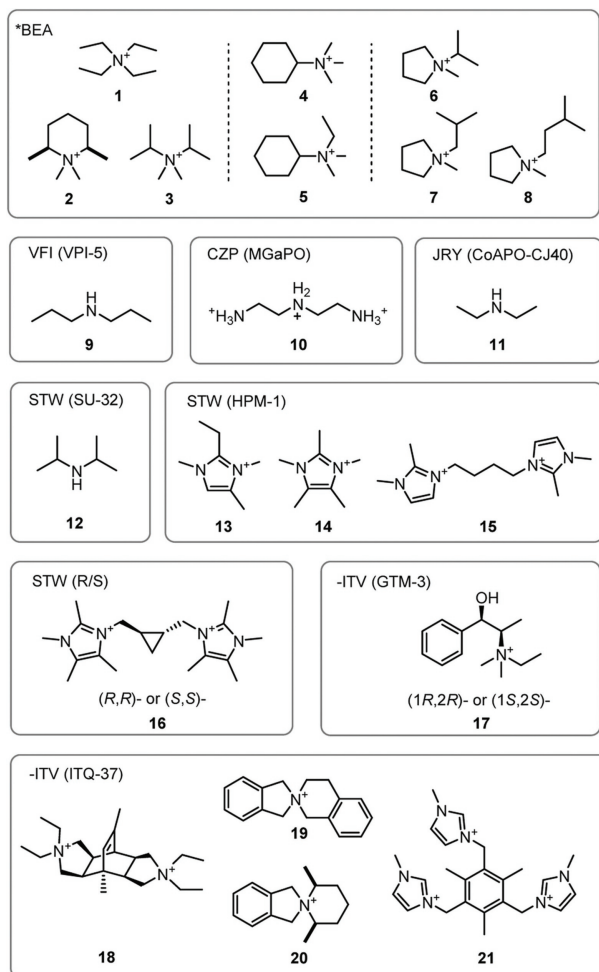 *BEA
N+
1
N+
4
N+
6
N+
2
N+
3
N+
5
N+
7
N+
8
VFI (VPI-5)
H
N
9
CZP (MGaPO)
H2
+H3N N+ NH3+
10
JRY (CoAPO-CJ40)
H
N
11
STW (SU-32)
N
H
12
STW (HPM-1)
N N+
13
N N+
14
N N+ N+ N
15
STW (R/S)
N N+ N+ N
(R,R)- or (S,S)-
16
-ITV (GTM-3)
OH
N+
(1R,2R)- or (1S,2S)-
17
-ITV (ITQ-37)
N+ N+
18
N+
19
N+
20
N N+
N N+
N+ N
21